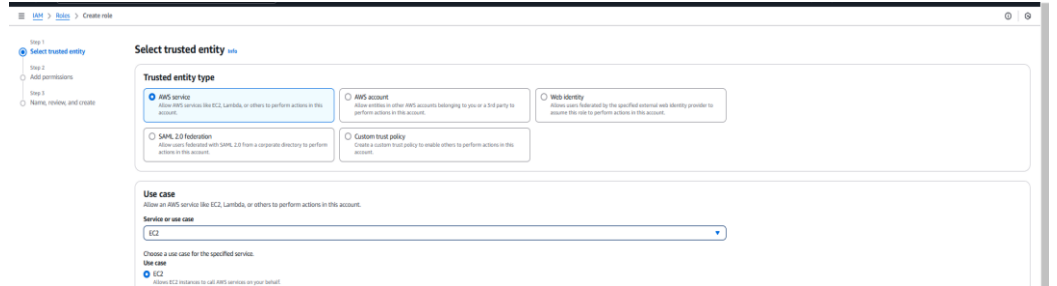 IAM > Roles > Create role
Step 1
Select trusted entity
Step 2
Add permissions
Step 3
Name, review, and create
Select trusted entity Info
Trusted entity type
AWS service
Allow AWS services like EC2, Lambda, or others to perform actions in this
account.
AWS account
Allow entities in other AWS accounts belonging to you or a 3rd party to
perform actions in this account.
Web identity
Allows users federated by the specified external web identity provider to
assume this role to perform actions in this account.
SAML 2.0 federation
Allow users federated with SAML 2.0 from a corporate directory to perform
actions in this account.
Custom trust policy
Create a custom trust policy to enable others to perform actions in this
account.
Use case
Allow an AWS service like EC2, Lambda, or others to perform actions in this account.
Service or use case
EC2
Choose a use case for the specified service.
Use case
EC2
Allows EC2 instances to call AWS services on your behalf.